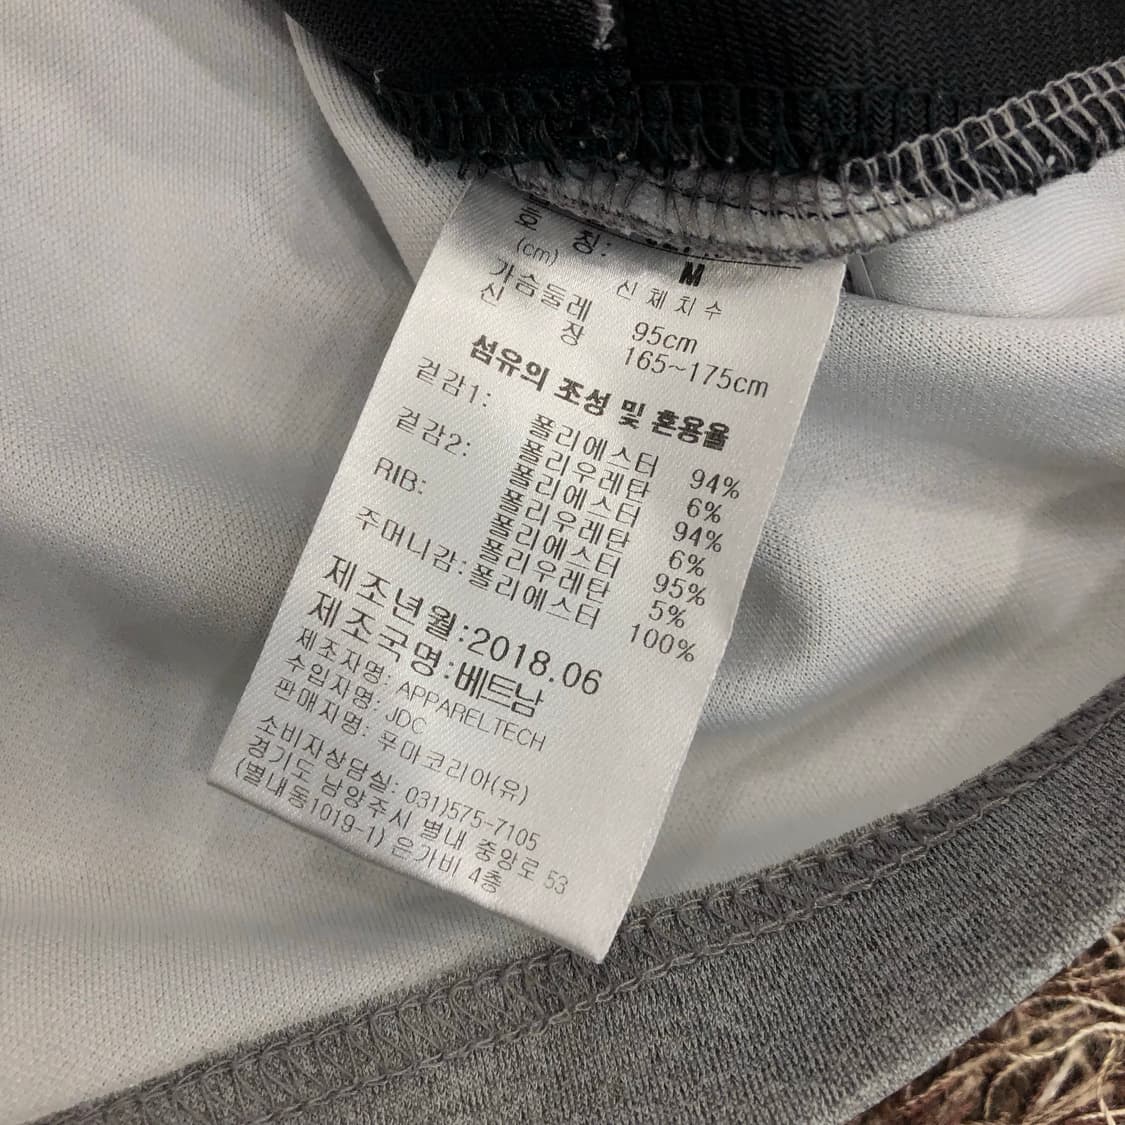 호 칭:
M
(cm) 신체치수
가슴둘레 95cm
신 장 165~175cm
섬유의 조성 및 혼용율
겉감1: 폴리에스터 94%
폴리우레탄 6%
겉감2: 폴리에스터 94%
폴리우레탄 6%
RIB: 폴리에스터 95%
폴리우레탄 5%
주머니감: 폴리에스터 100%
제조년월:2018.06
제조국명:베트남
제조자명: APPARELTECH
수입자명: JDC
판매자명: 푸마코리아(유)
소비자상담실: 031)575-7105
경기도 남양주시 별내 중앙로 53
(별내동1019-1) 은가비 4층